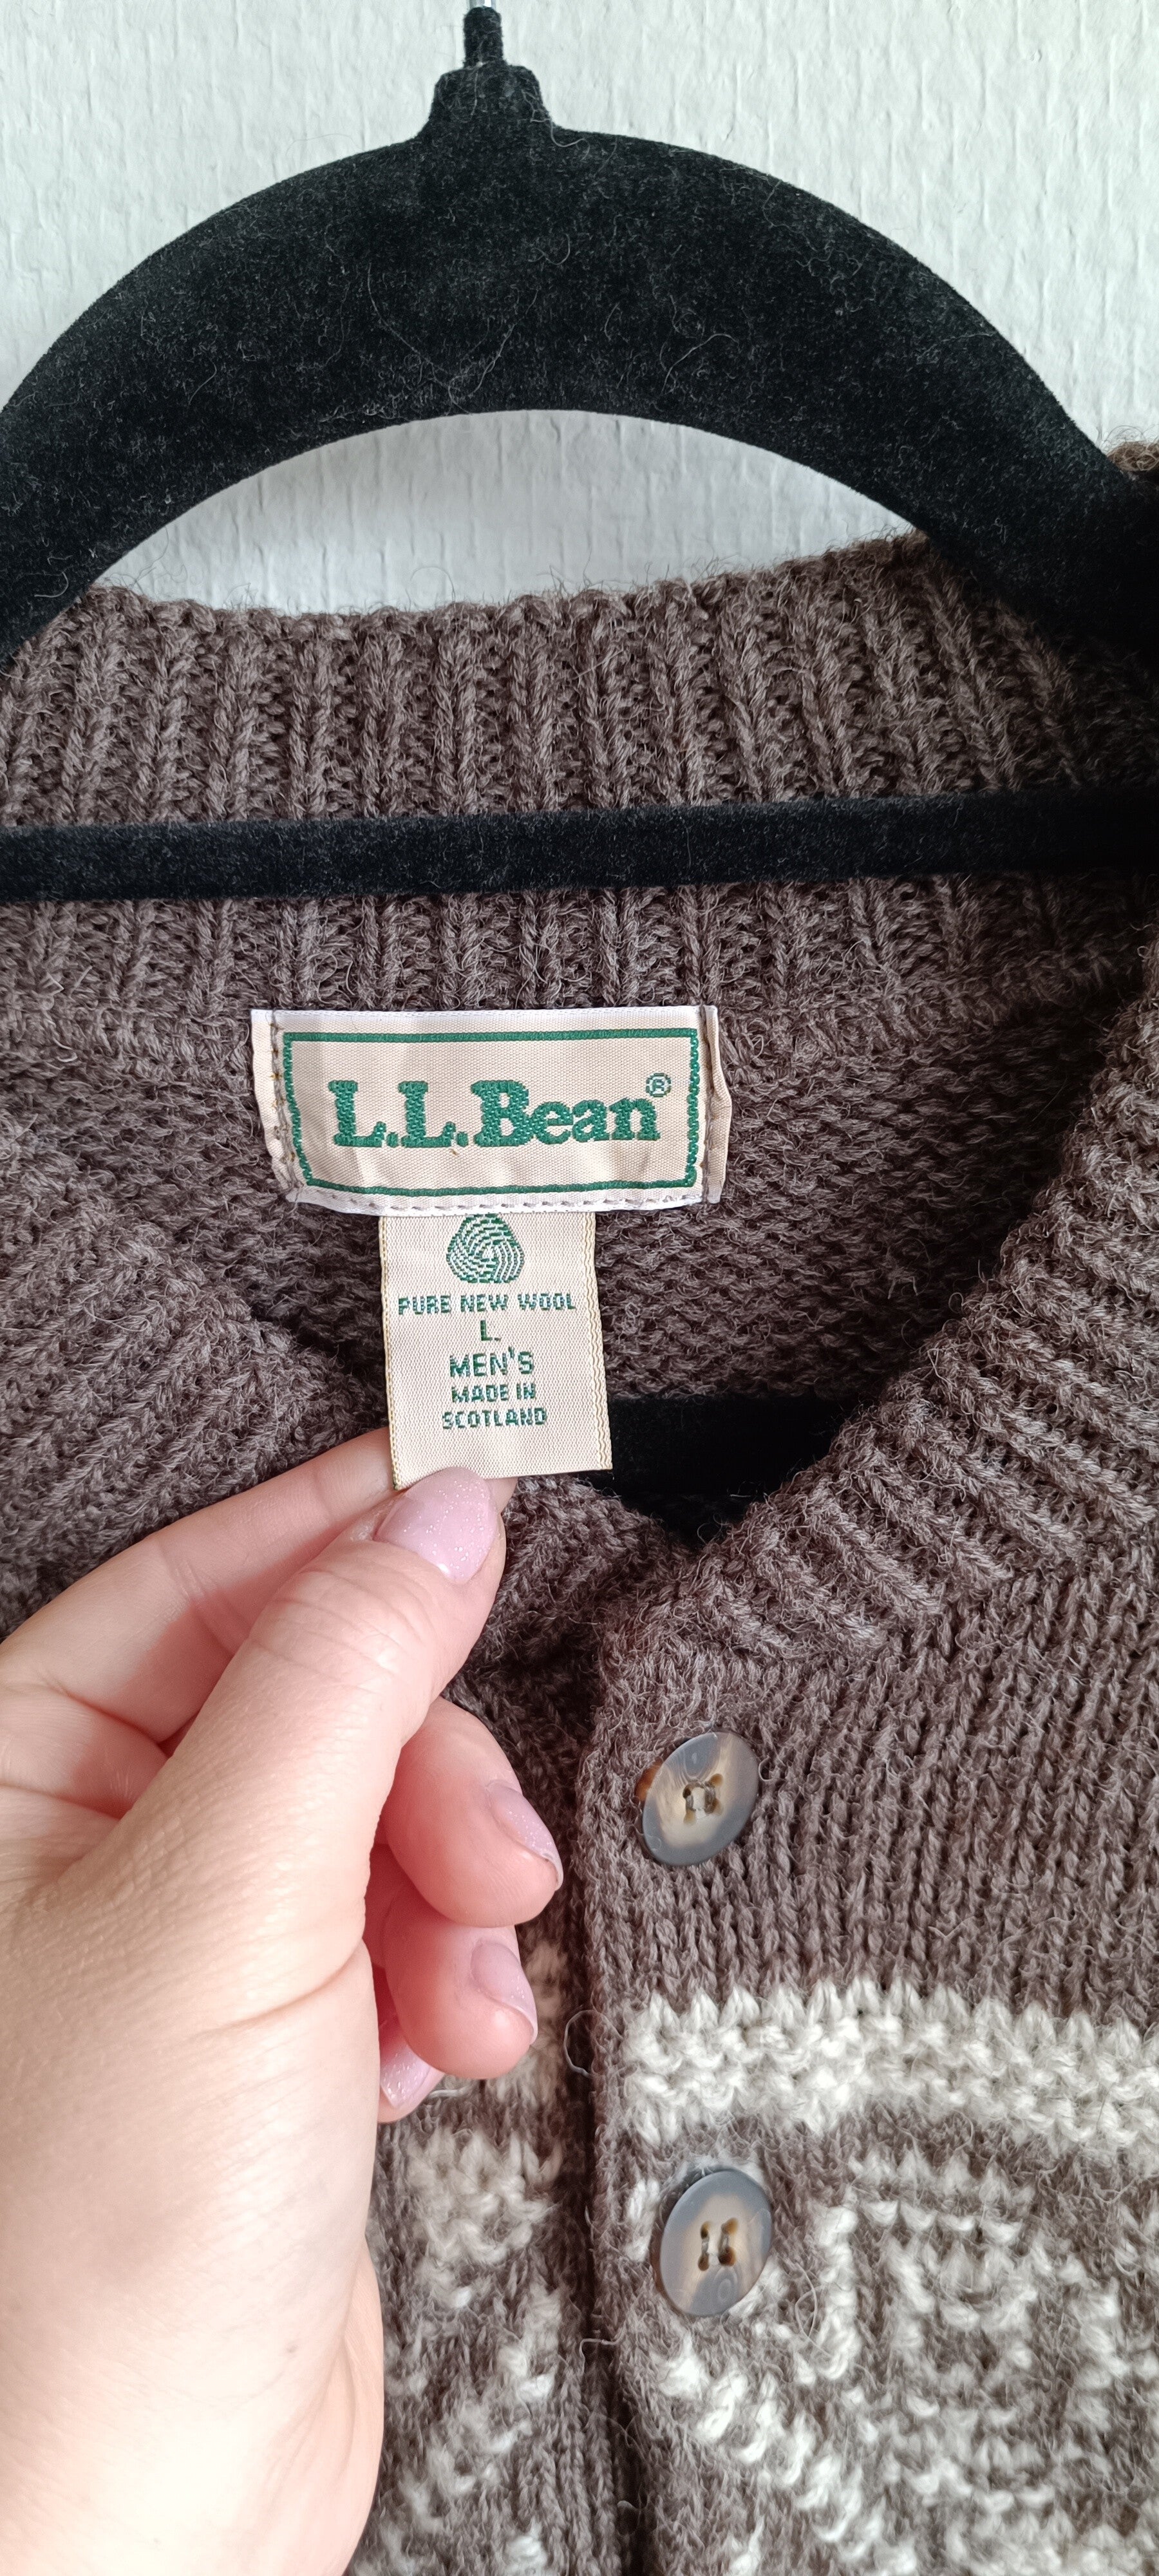 L.L.Bean®
PURE NEW WOOL
L.
MEN'S
MADE IN
SCOTLAND